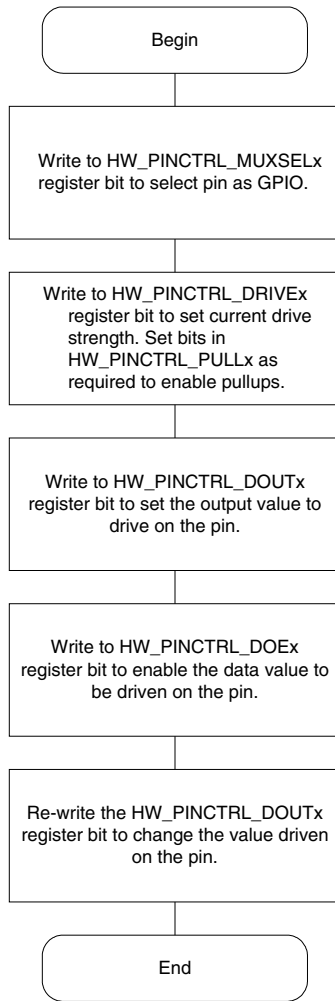 Begin
Write to HW_PINCTRL_MUXSELx
register bit to select pin as GPIO.
Write to HW_PINCTRL_DRIVEx
register bit to set current drive
strength. Set bits in
HW_PINCTRL_PULLx as
required to enable pullups.
Write to HW_PINCTRL_DOUTx
register bit to set the output value to
drive on the pin.
Write to HW_PINCTRL_DOEx
register bit to enable the data value to
be driven on the pin.
Re-write the HW_PINCTRL_DOUTx
register bit to change the value driven
on the pin.
End